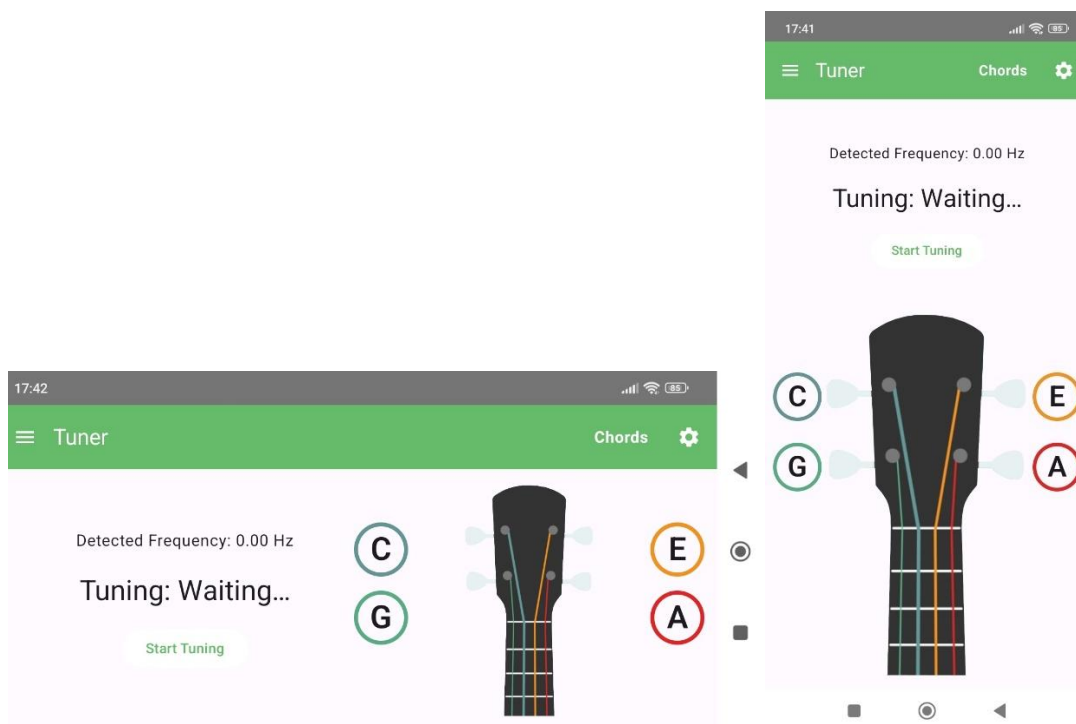 17:41
85
Tuner
Chords
Detected Frequency: 0.00 Hz
Tuning: Waiting...
Start Tuning
C
E
G
A
17:42
85
Tuner
Chords
Detected Frequency: 0.00 Hz
Tuning: Waiting...
Start Tuning
C
E
G
A